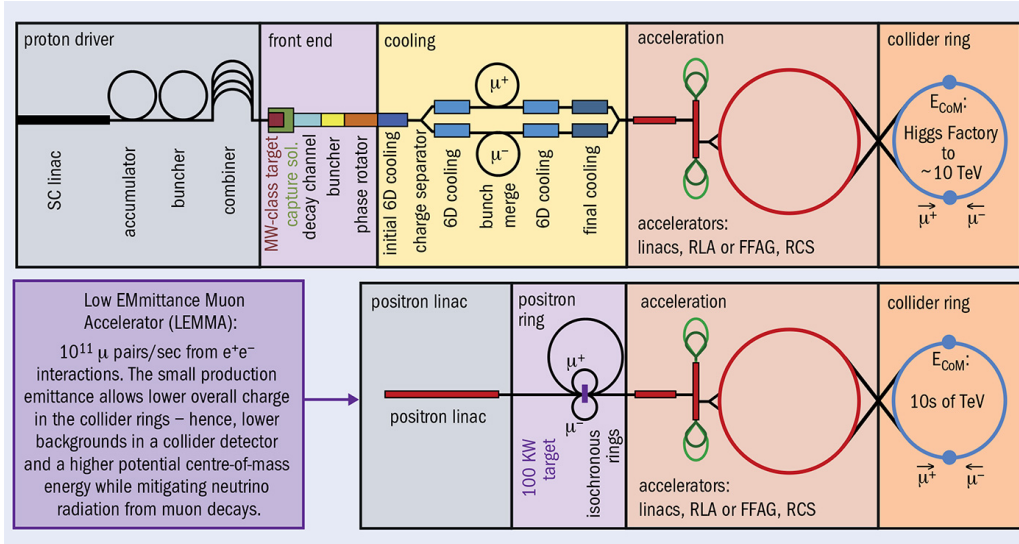 proton driver
front end
cooling
acceleration
collider ring
SC linac
accumulator
buncher
combiner
MW-class target
capture sol.
decay channel
buncher
phase rotator
initial 6D cooling
charge separator
6D cooling
bunch
merge
6D cooling
final cooling
μ+
μ−
accelerators:
linacs, RLA or FFAG, RCS
ECoM:
Higgs Factory
to
~10 TeV
μ+
μ−
Low EMmittance Muon
Accelerator (LEMMA):
10¹¹ μ pairs/sec from e+e−
interactions. The small production
emittance allows lower overall charge
in the collider rings – hence, lower
backgrounds in a collider detector
and a higher potential centre-of-mass
energy while mitigating neutrino
radiation from muon decays.
positron linac
positron
ring
acceleration
collider ring
positron linac
μ+
μ−
100 KW
target
isochronous
rings
accelerators:
linacs, RLA or FFAG, RCS
ECoM:
10s of TeV
μ+
μ−